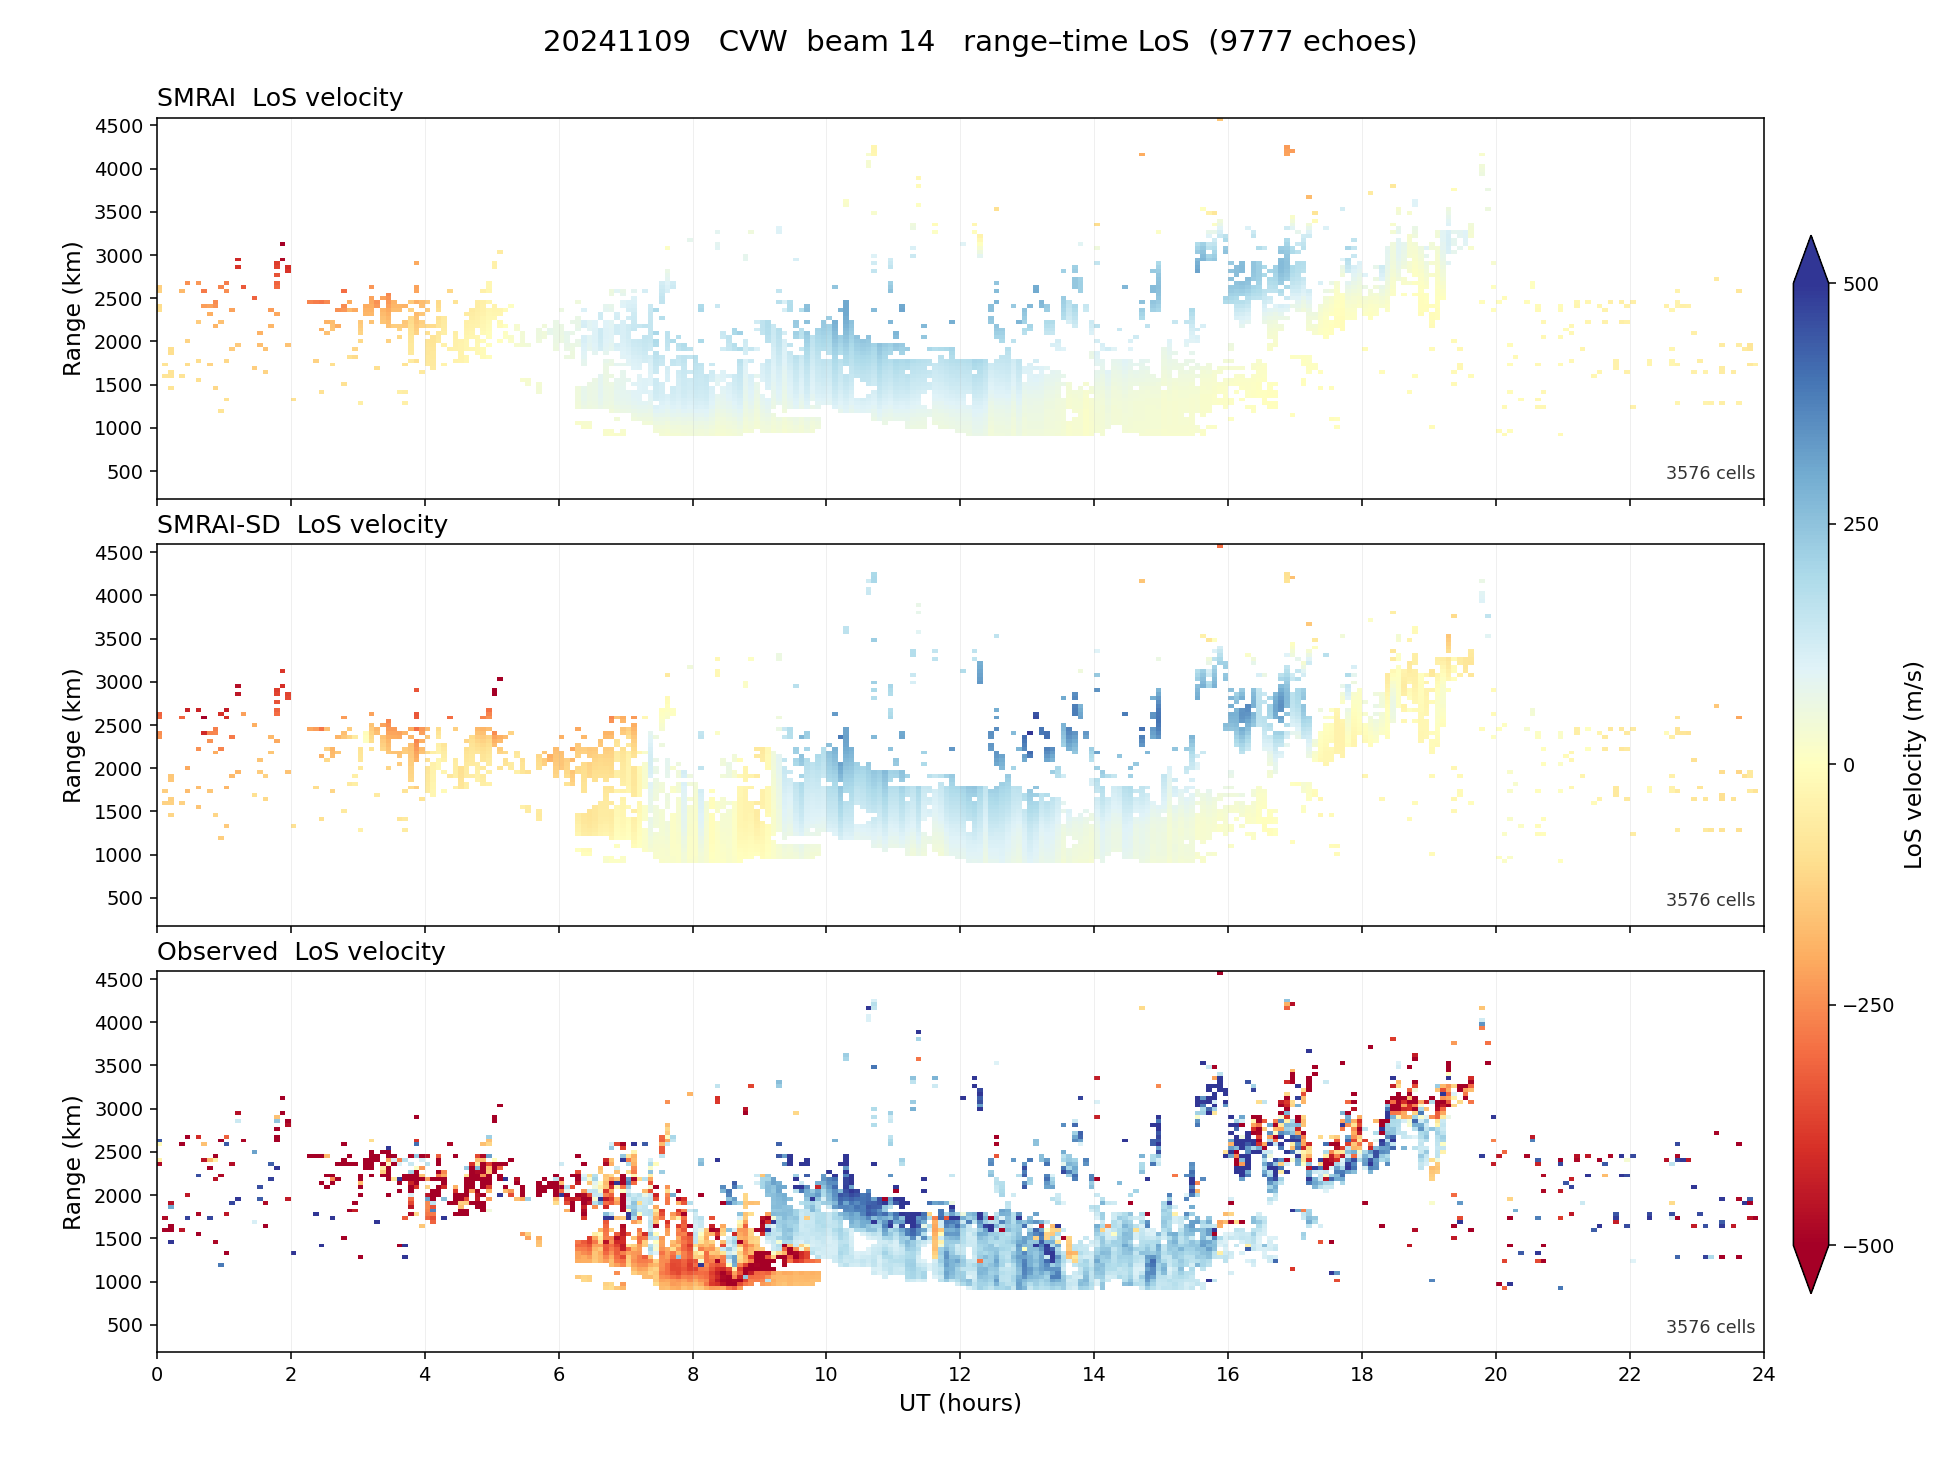 20241109   CVW  beam 14   range–time LoS  (9777 echoes)
SMRAI  LoS velocity
4500
4000
3500
3000
2500
2000
1500
1000
500
Range (km)
3576 cells
SMRAI-SD  LoS velocity
4500
4000
3500
3000
2500
2000
1500
1000
500
Range (km)
3576 cells
Observed  LoS velocity
4500
4000
3500
3000
2500
2000
1500
1000
500
Range (km)
3576 cells
0 2 4 6 8 10 12 14 16 18 20 22 24
UT (hours)
500
250
0
−250
−500
LoS velocity (m/s)